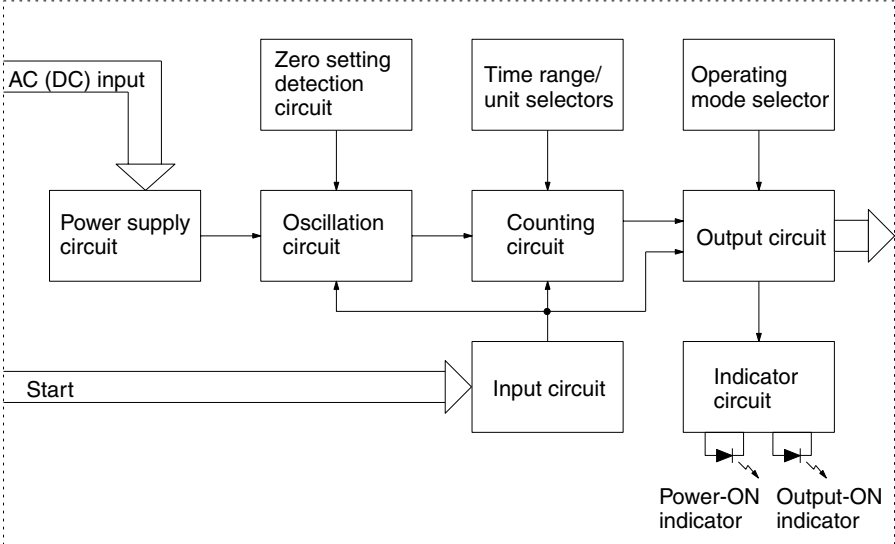 AC (DC) input
Zero setting
detection
circuit
Time range/
unit selectors
Operating
mode selector
Power supply
circuit
Oscillation
circuit
Counting
circuit
Output circuit
Start
Input circuit
Indicator
circuit
Power-ON
indicator
Output-ON
indicator